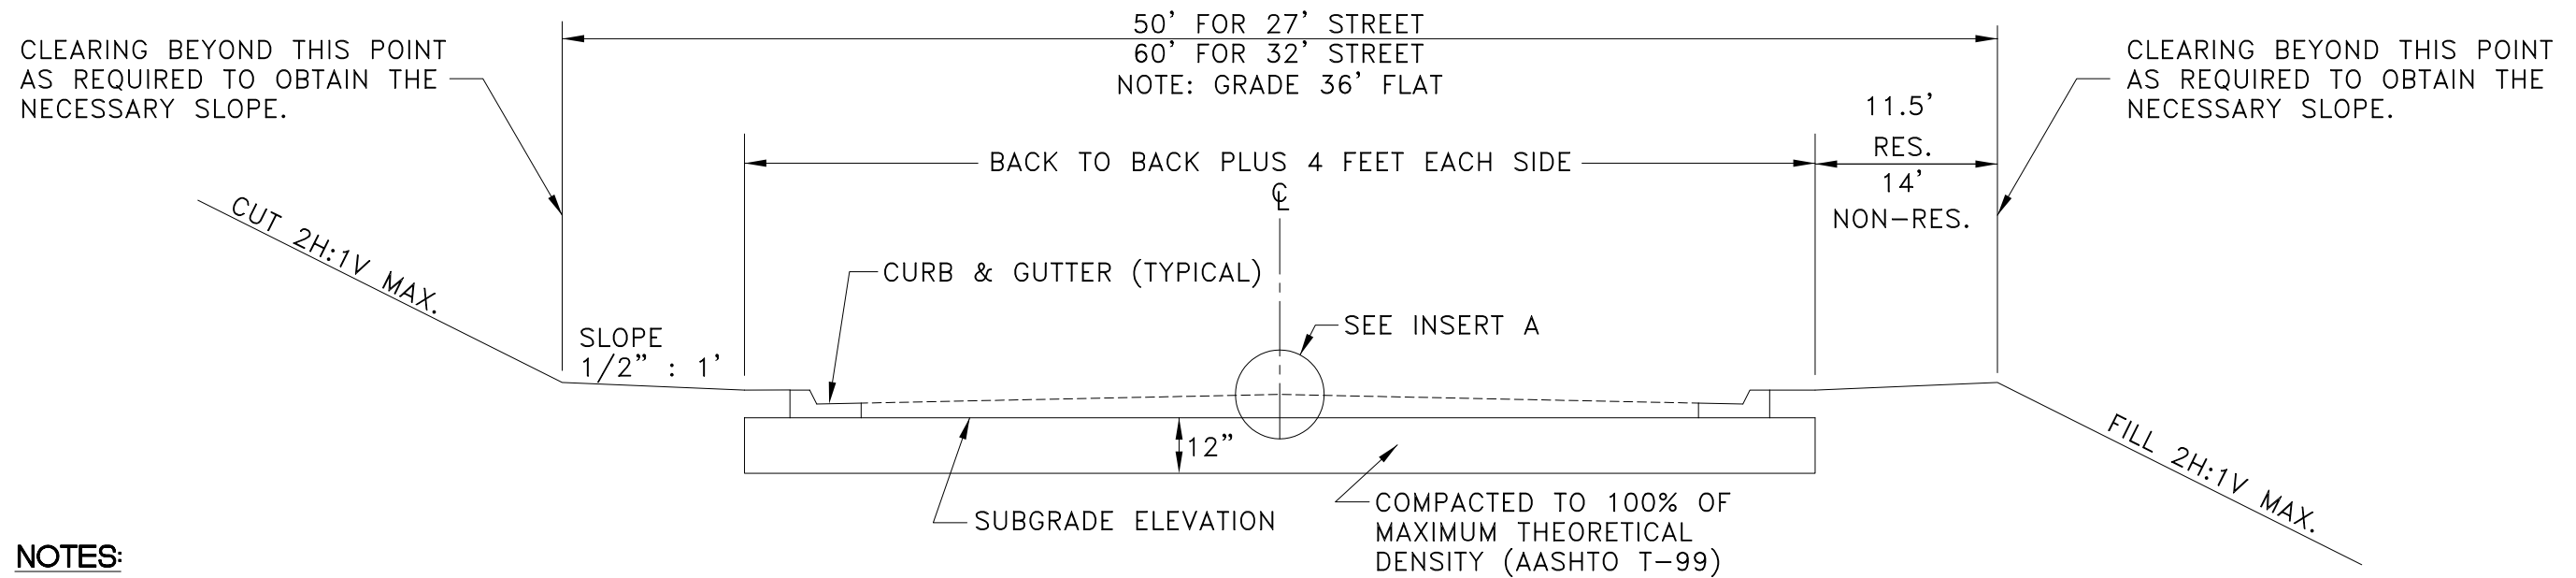 50' FOR 27' STREET
60' FOR 32' STREET
NOTE: GRADE 36' FLAT
CLEARING BEYOND THIS POINT
AS REQUIRED TO OBTAIN THE
NECESSARY SLOPE.
CLEARING BEYOND THIS POINT
AS REQUIRED TO OBTAIN THE
NECESSARY SLOPE.
11.5'
RES.
14'
NON-RES.
BACK TO BACK PLUS 4 FEET EACH SIDE
℄
CUT 2H:1V MAX.
CURB & GUTTER (TYPICAL)
SEE INSERT A
SLOPE
1/2" : 1'
12"
FILL 2H:1V MAX.
SUBGRADE ELEVATION
COMPACTED TO 100% OF
MAXIMUM THEORETICAL
DENSITY (AASHTO T-99)
NOTES: